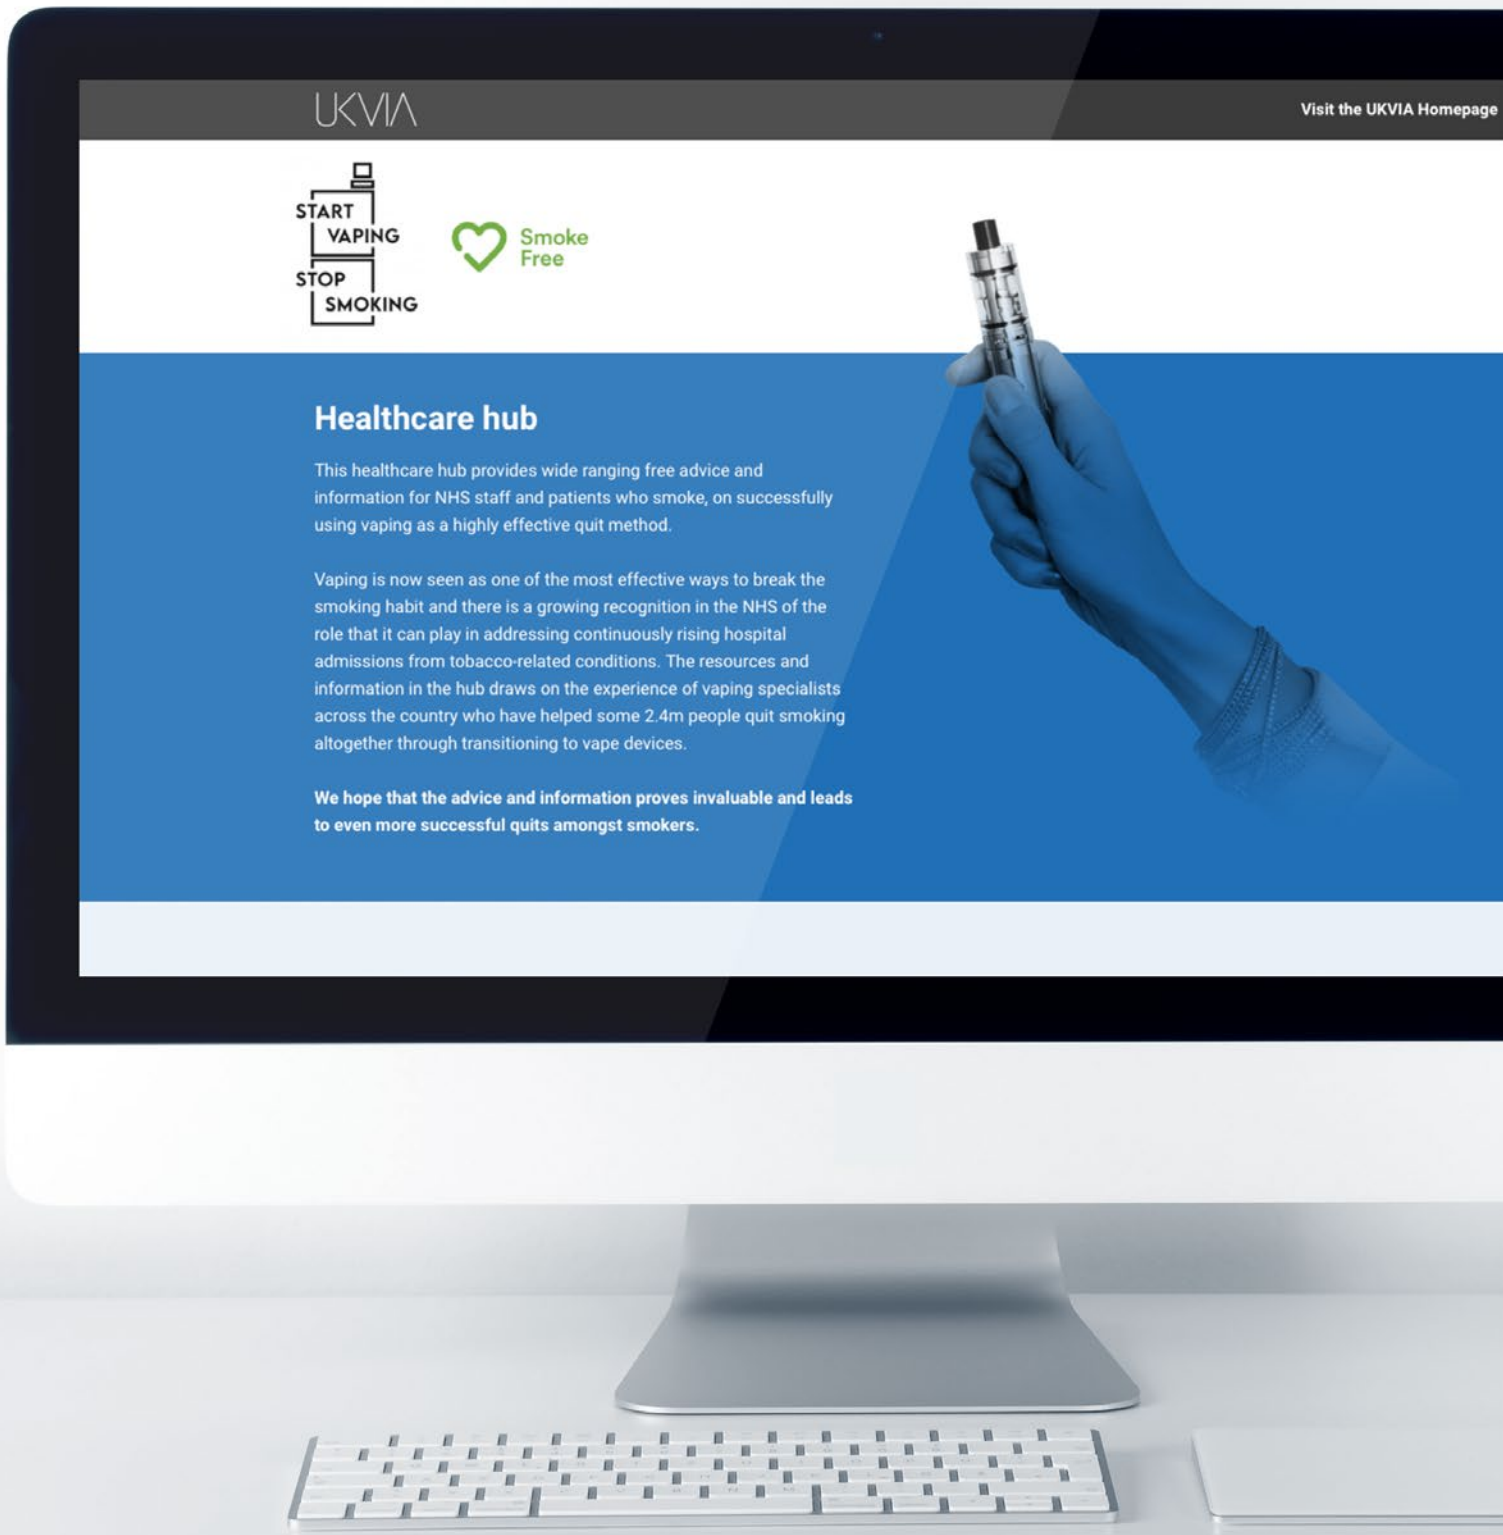 UKVIA
Visit the UKVIA Homepage
START
VAPING
STOP
SMOKING
Smoke
Free
Healthcare hub
This healthcare hub provides wide ranging free advice and
information for NHS staff and patients who smoke, on successfully
using vaping as a highly effective quit method.
Vaping is now seen as one of the most effective ways to break the
smoking habit and there is a growing recognition in the NHS of the
role that it can play in addressing continuously rising hospital
admissions from tobacco-related conditions. The resources and
information in the hub draws on the experience of vaping specialists
across the country who have helped some 2.4m people quit smoking
altogether through transitioning to vape devices.
We hope that the advice and information proves invaluable and leads
to even more successful quits amongst smokers.